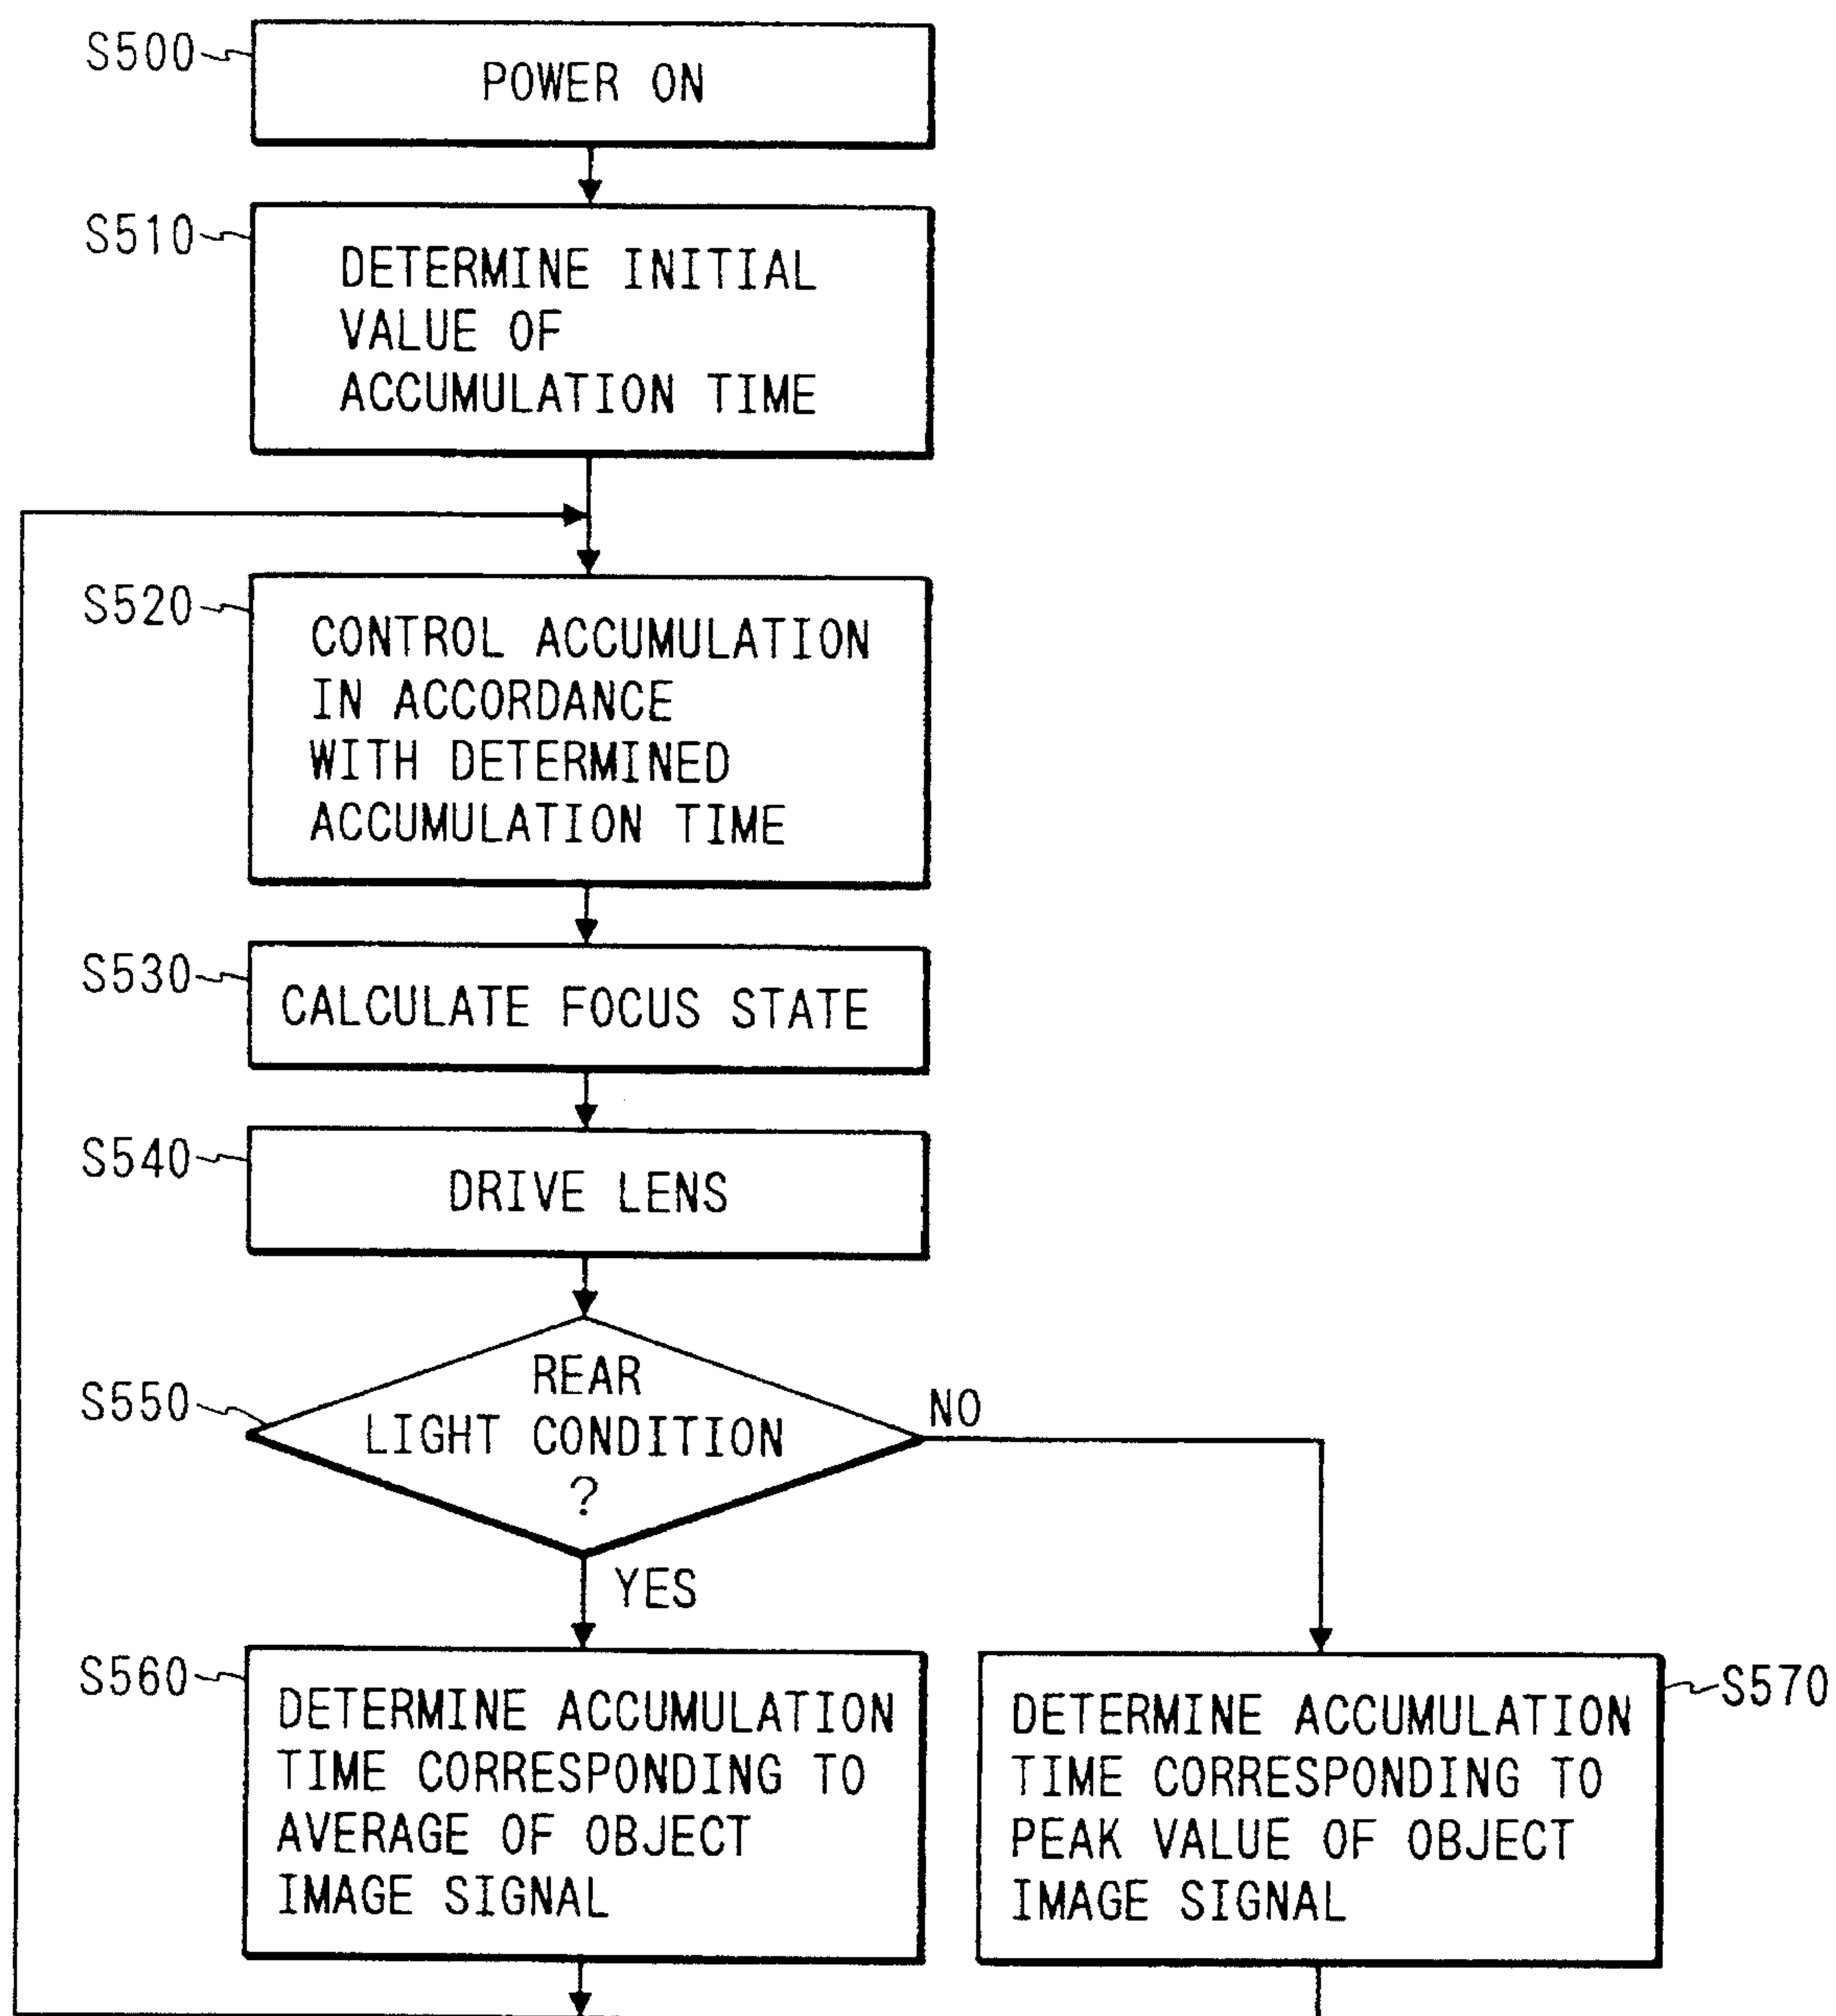 S500
POWER ON
S510
DETERMINE INITIAL
VALUE OF
ACCUMULATION TIME
S520
CONTROL ACCUMULATION
IN ACCORDANCE
WITH DETERMINED
ACCUMULATION TIME
S530
CALCULATE FOCUS STATE
S540
DRIVE LENS
S550
REAR
LIGHT CONDITION
?
NO
YES
S560
DETERMINE ACCUMULATION
TIME CORRESPONDING TO
AVERAGE OF OBJECT
IMAGE SIGNAL
S570
DETERMINE ACCUMULATION
TIME CORRESPONDING TO
PEAK VALUE OF OBJECT
IMAGE SIGNAL